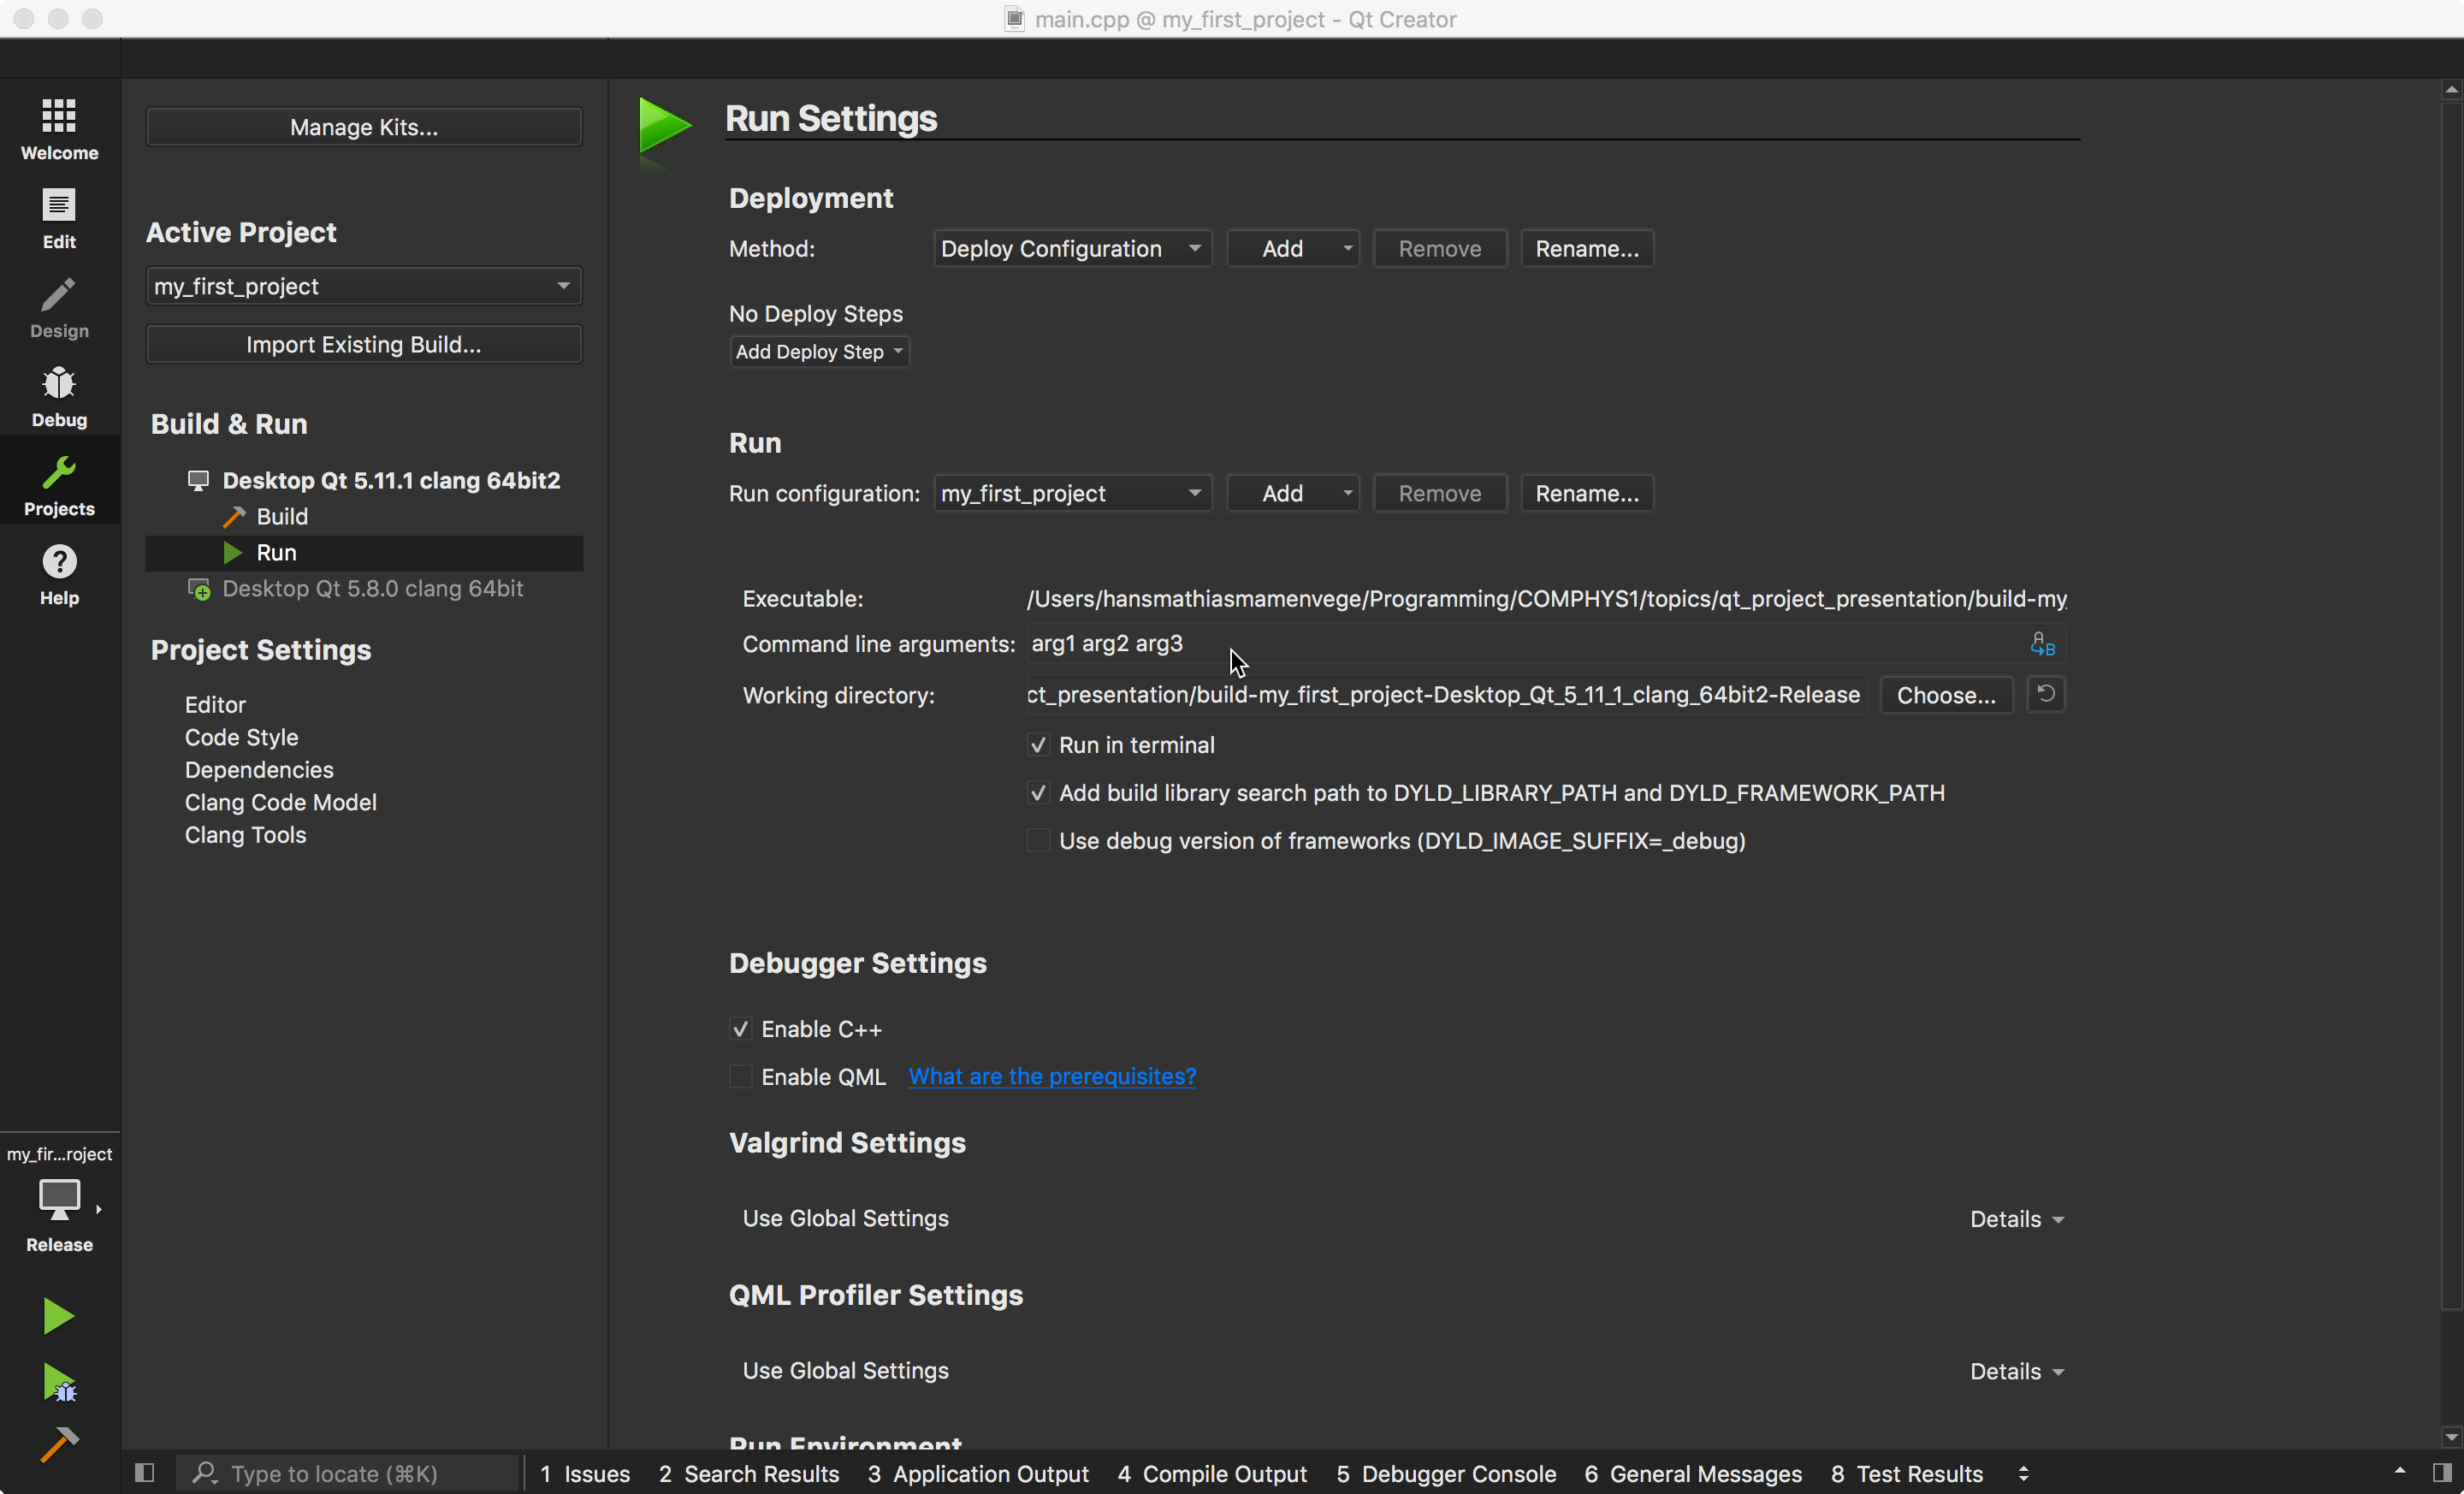 main.cpp @ my_first_project - Qt Creator
Welcome
Edit
Design
Debug
Projects
Help
Manage Kits...
Active Project
my_first_project
Import Existing Build...
Build & Run
Desktop Qt 5.11.1 clang 64bit2
Build
Run
Desktop Qt 5.8.0 clang 64bit
Project Settings
Editor
Code Style
Dependencies
Clang Code Model
Clang Tools
Run Settings
Deployment
Method: Deploy Configuration Add Remove Rename...
No Deploy Steps
Add Deploy Step
Run
Run configuration: my_first_project Add Remove Rename...
Executable: /Users/hansmathiasmamenvege/Programming/COMPHYS1/topics/qt_project_presentation/build-my_
Command line arguments: arg1 arg2 arg3
Working directory: ct_presentation/build-my_first_project-Desktop_Qt_5_11_1_clang_64bit2-Release Choose...
Run in terminal
Add build library search path to DYLD_LIBRARY_PATH and DYLD_FRAMEWORK_PATH
Use debug version of frameworks (DYLD_IMAGE_SUFFIX=_debug)
Debugger Settings
Enable C++
Enable QML What are the prerequisites?
Valgrind Settings
Use Global Settings Details
QML Profiler Settings
Use Global Settings Details
Run Environment
my_fir...roject
Release
Type to locate (⌘K) 1 Issues 2 Search Results 3 Application Output 4 Compile Output 5 Debugger Console 6 General Messages 8 Test Results